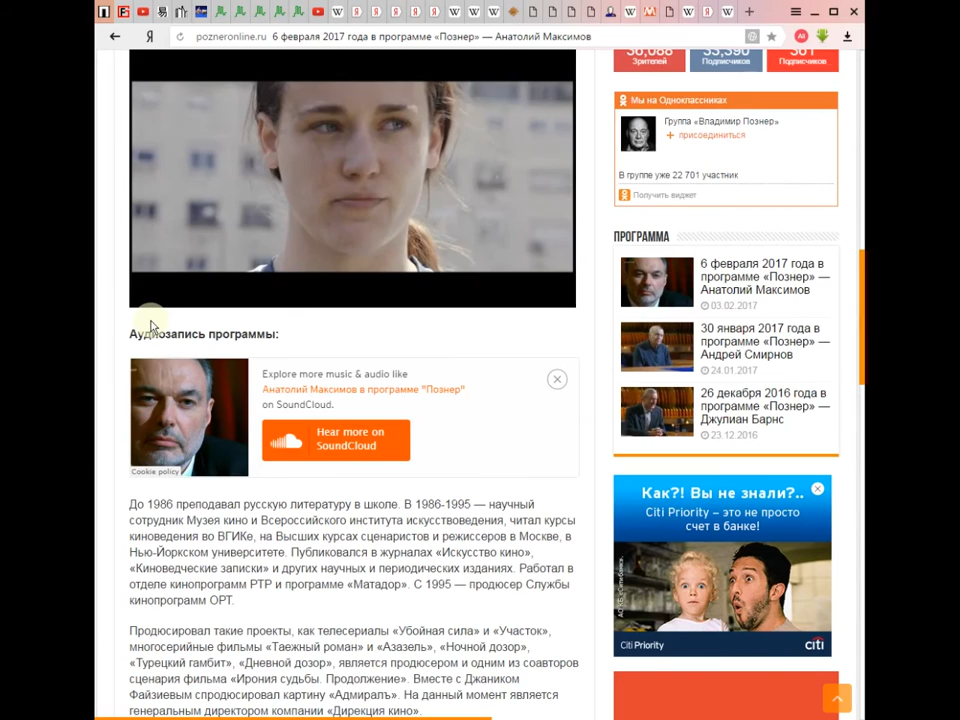 pozneronline.ru 6 февраля 2017 года в программе «Познер» — Анатолий Максимов
36,088
Зрителей
33,390
Подписчиков
361
Подписчиков
Мы на Одноклассниках
Группа «Владимир Познер»
+ присоединиться
В группе уже 22 701 участник
Получить виджет
ПРОГРАММА
6 февраля 2017 года в
программе «Познер» —
Анатолий Максимов
03.02.2017
30 января 2017 года в
программе «Познер» —
Андрей Смирнов
24.01.2017
26 декабря 2016 года в
программе «Познер» —
Джулиан Барнс
23.12.2016
Аудиозапись программы:
Explore more music & audio like
Анатолий Максимов в программе "Познер"
on SoundCloud.
Hear more on
SoundCloud
Cookie policy
До 1986 преподавал русскую литературу в школе. В 1986-1995 — научный
сотрудник Музея кино и Всероссийского института искусствоведения, читал курсы
киноведения во ВГИКе, на Высших курсах сценаристов и режиссеров в Москве, в
Нью-Йоркском университете. Публиковался в журналах «Искусство кино»,
«Киноведческие записки» и других научных и периодических изданиях. Работал в
отделе кинопрограмм РТР и программе «Матадор». С 1995 — продюсер Службы
кинопрограмм ОРТ.
Продюсировал такие проекты, как телесериалы «Убойная сила» и «Участок»,
многосерийные фильмы «Таежный роман» и «Азазель», «Ночной дозор»,
«Турецкий гамбит», «Дневной дозор», является продюсером и одним из соавторов
сценария фильма «Ирония судьбы. Продолжение». Вместе с Джаником
Файзиевым спродюсировал картину «Адмиралъ». На данный момент является
генеральным директором компании «Дирекция кино».
Как?! Вы не знали?..
Citi Priority – это не просто
счет в банке!
Citi Priority
citi